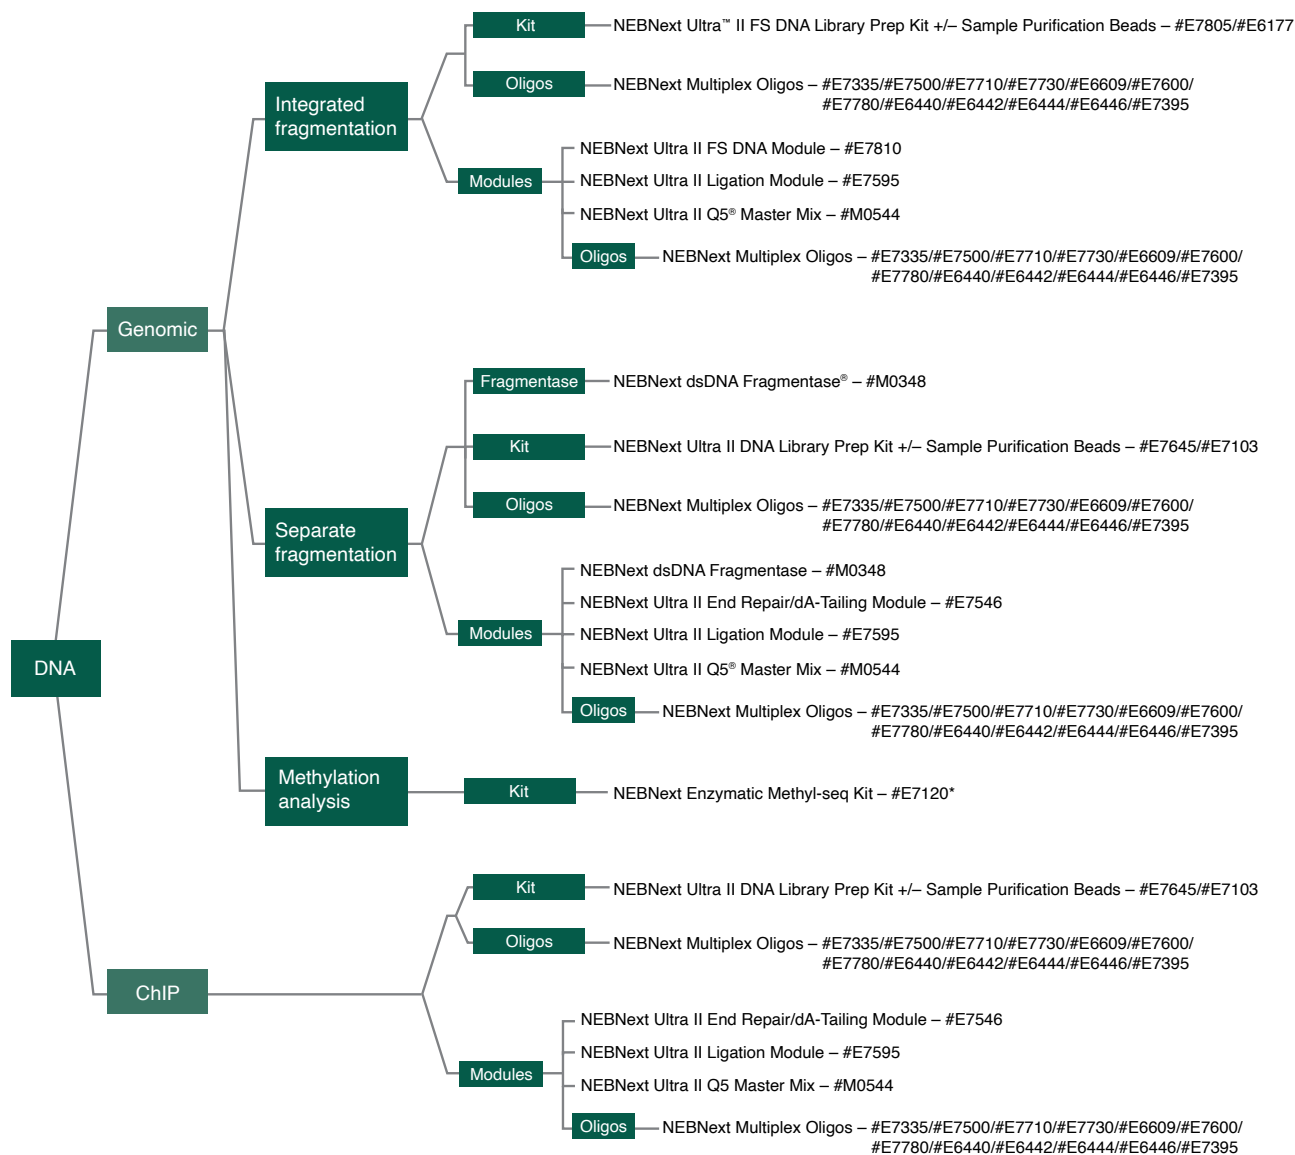 Kit
NEBNext Ultra™ II FS DNA Library Prep Kit +/– Sample Purification Beads – #E7805/#E6177
Oligos
NEBNext Multiplex Oligos – #E7335/#E7500/#E7710/#E7730/#E6609/#E7600/
#E7780/#E6440/#E6442/#E6444/#E6446/#E7395
Integrated
fragmentation
Modules
NEBNext Ultra II FS DNA Module – #E7810
NEBNext Ultra II Ligation Module – #E7595
NEBNext Ultra II Q5® Master Mix – #M0544
Oligos
NEBNext Multiplex Oligos – #E7335/#E7500/#E7710/#E7730/#E6609/#E7600/
#E7780/#E6440/#E6442/#E6444/#E6446/#E7395
Genomic
Fragmentase
NEBNext dsDNA Fragmentase® – #M0348
Kit
NEBNext Ultra II DNA Library Prep Kit +/– Sample Purification Beads – #E7645/#E7103
Oligos
NEBNext Multiplex Oligos – #E7335/#E7500/#E7710/#E7730/#E6609/#E7600/
#E7780/#E6440/#E6442/#E6444/#E6446/#E7395
Separate
fragmentation
Modules
NEBNext dsDNA Fragmentase – #M0348
NEBNext Ultra II End Repair/dA-Tailing Module – #E7546
NEBNext Ultra II Ligation Module – #E7595
NEBNext Ultra II Q5® Master Mix – #M0544
Oligos
NEBNext Multiplex Oligos – #E7335/#E7500/#E7710/#E7730/#E6609/#E7600/
#E7780/#E6440/#E6442/#E6444/#E6446/#E7395
DNA
Methylation
analysis
Kit
NEBNext Enzymatic Methyl-seq Kit – #E7120*
Kit
NEBNext Ultra II DNA Library Prep Kit +/– Sample Purification Beads – #E7645/#E7103
Oligos
NEBNext Multiplex Oligos – #E7335/#E7500/#E7710/#E7730/#E6609/#E7600/
#E7780/#E6440/#E6442/#E6444/#E6446/#E7395
ChIP
Modules
NEBNext Ultra II End Repair/dA-Tailing Module – #E7546
NEBNext Ultra II Ligation Module – #E7595
NEBNext Ultra II Q5 Master Mix – #M0544
Oligos
NEBNext Multiplex Oligos – #E7335/#E7500/#E7710/#E7730/#E6609/#E7600/
#E7780/#E6440/#E6442/#E6444/#E6446/#E7395